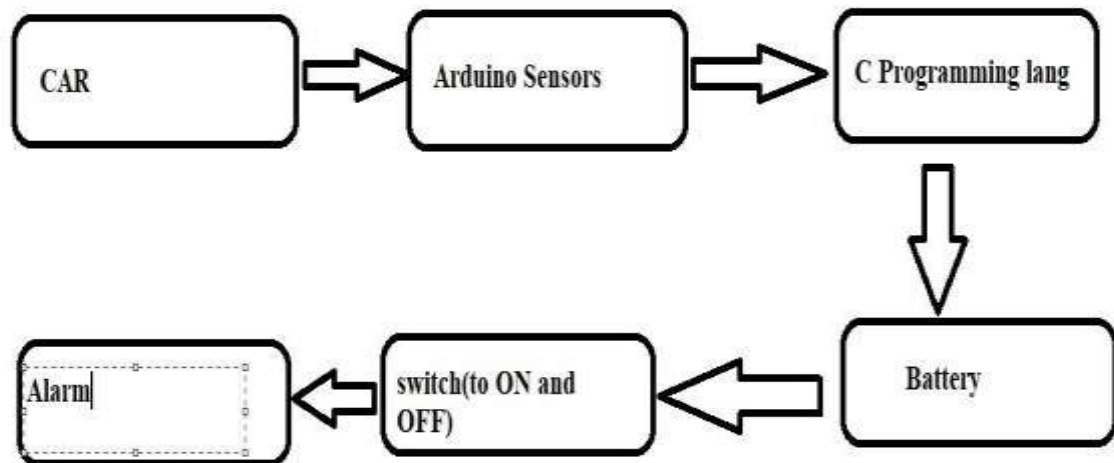 CAR
Arduino Sensors
C Programming lang
Battery
switch(to ON and
OFF)
Alarm